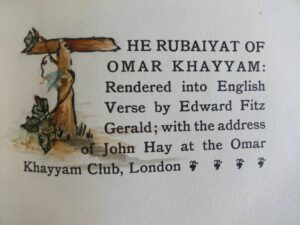 THE RUBAIYAT OF
OMAR KHAYYAM:
Rendered into English
Verse by Edward Fitz
Gerald; with the address
of John Hay at the Omar
Khayyam Club, London